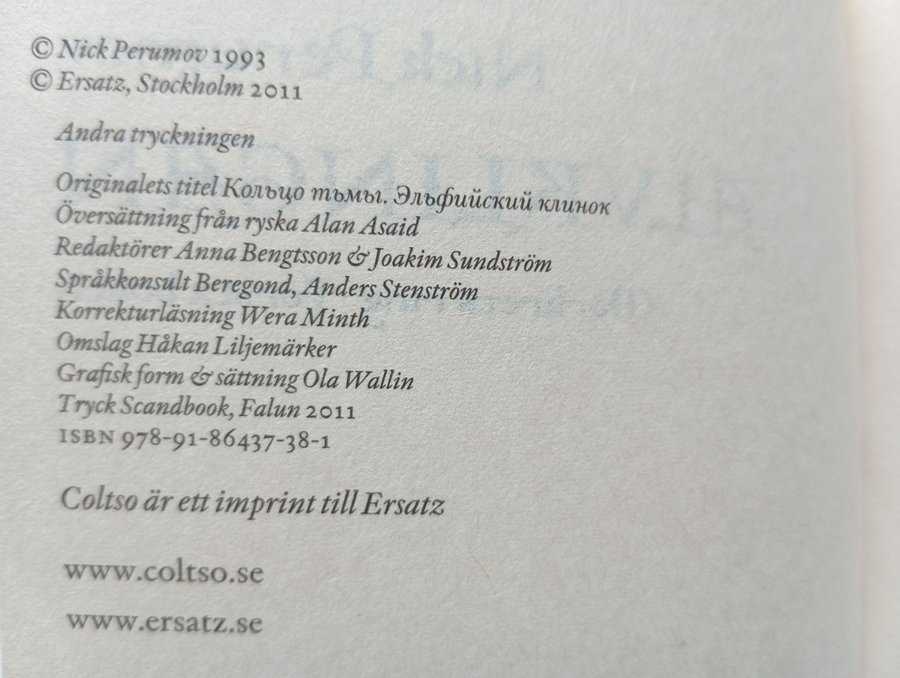 © Nick Perumov 1993
© Ersatz, Stockholm 2011
Andra tryckningen
Originalets titel Кольцо тьмы. Эльфийский клинок
Översättning från ryska Alan Asaid
Redaktörer Anna Bengtsson & Joakim Sundström
Språkkonsult Beregond, Anders Stenström
Korrekturläsning Wera Minth
Omslag Håkan Liljemärker
Grafisk form & sättning Ola Wallin
Tryck Scandbook, Falun 2011
ISBN 978-91-86437-38-1
Coltso är ett imprint till Ersatz
www.coltso.se
www.ersatz.se